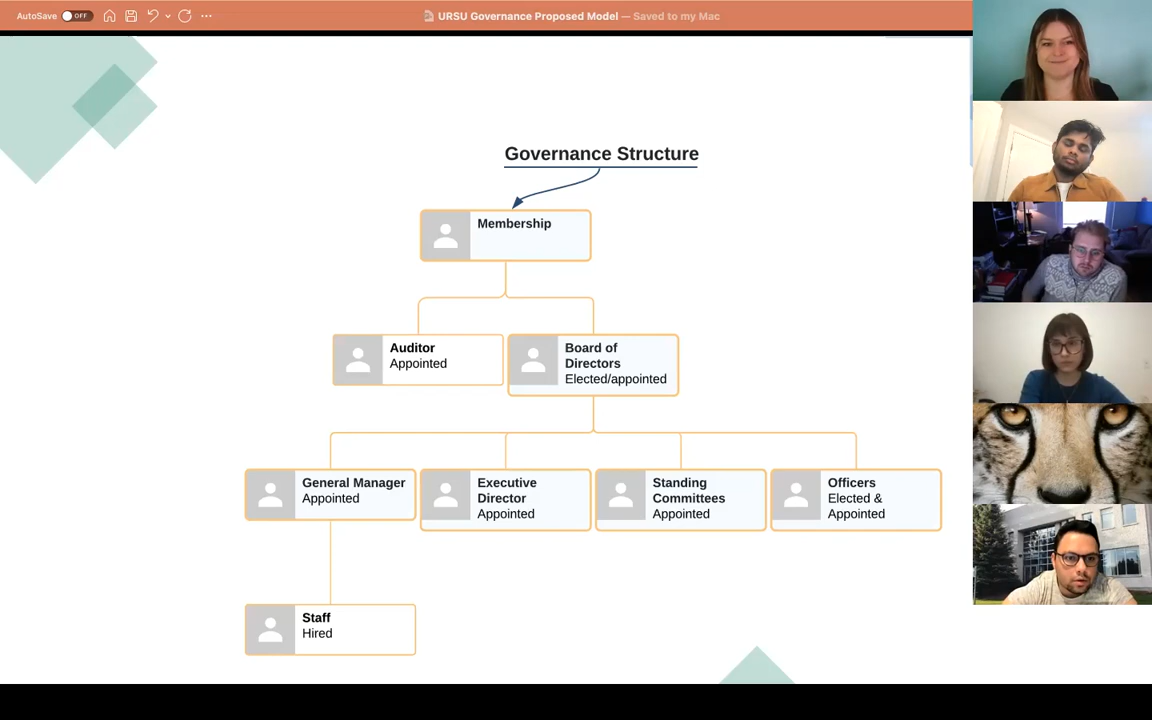 AutoSave OFF
URSU Governance Proposed Model — Saved to my Mac
Governance Structure
Membership
Auditor
Appointed
Board of
Directors
Elected/appointed
General Manager
Appointed
Executive
Director
Appointed
Standing
Committees
Appointed
Officers
Elected &
Appointed
Staff
Hired